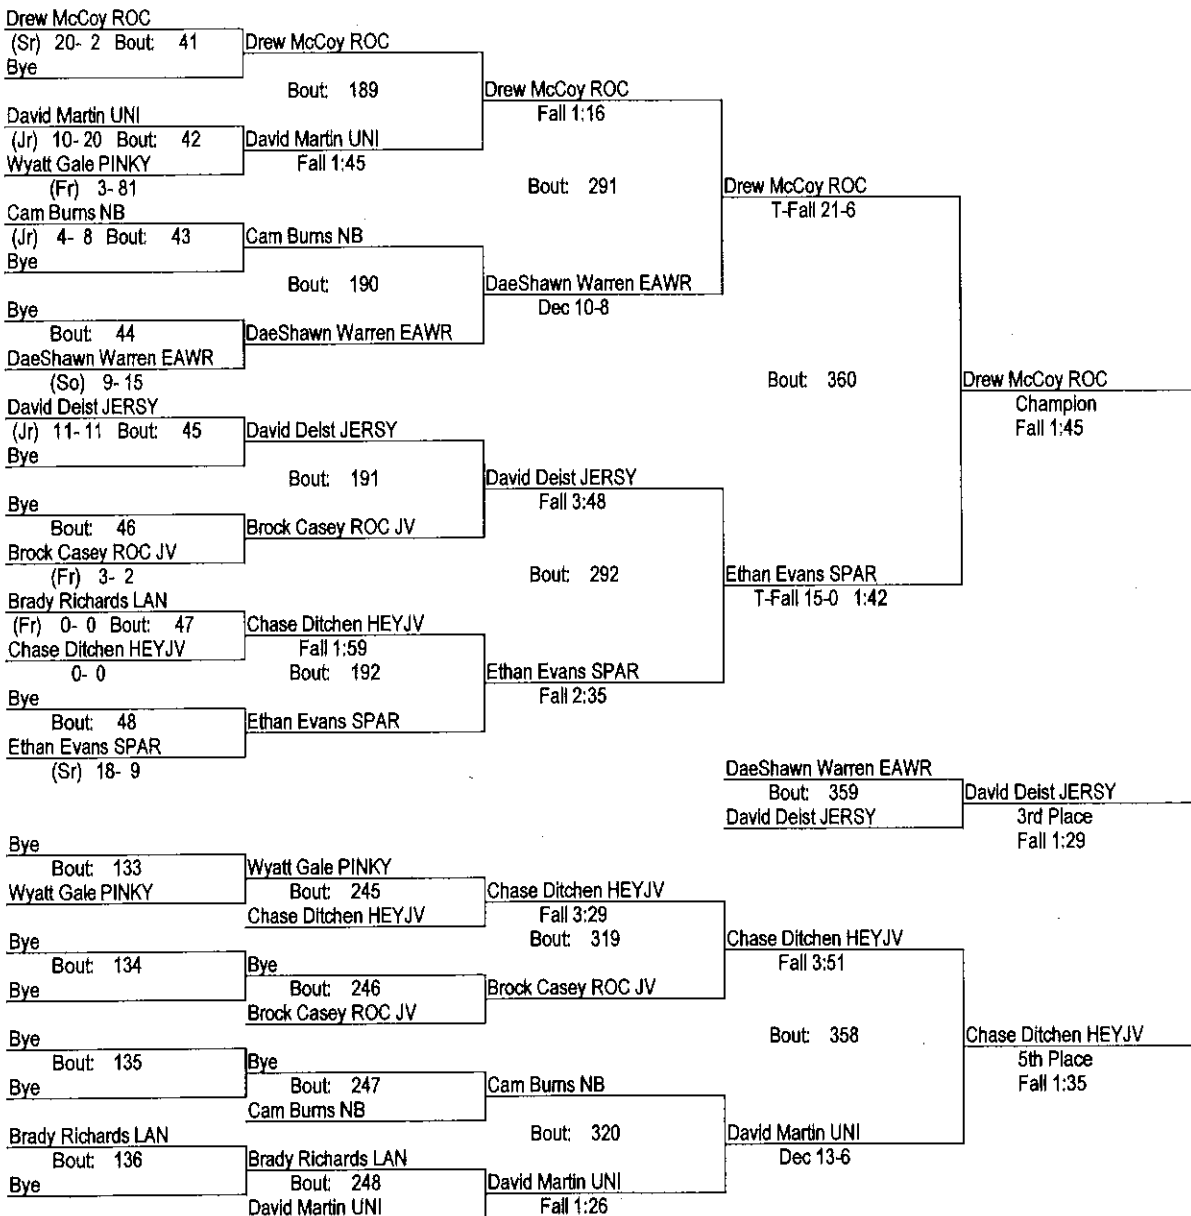 Drew McCoy ROC
(Sr) 20- 2 Bout: 41
Bye
Drew McCoy ROC
Bout: 189
David Martin UNI
(Jr) 10- 20 Bout: 42
Wyatt Gale PINKY
(Fr) 3- 81
David Martin UNI
Fall 1:45
Drew McCoy ROC
Fall 1:16
Bout: 291
Cam Burns NB
(Jr) 4- 8 Bout: 43
Bye
Cam Burns NB
Bout: 190
Bye
Bout: 44
DaeShawn Warren EAWR
(So) 9- 15
DaeShawn Warren EAWR
DaeShawn Warren EAWR
Dec 10-8
Drew McCoy ROC
T-Fall 21-6
Bout: 360
Drew McCoy ROC
Champion
Fall 1:45
David Deist JERSY
(Jr) 11- 11 Bout: 45
Bye
David Deist JERSY
Bout: 191
Bye
Bout: 46
Brock Casey ROC JV
(Fr) 3- 2
Brock Casey ROC JV
David Deist JERSY
Fall 3:48
Bout: 292
Brady Richards LAN
(Fr) 0- 0 Bout: 47
Chase Ditchen HEYJV
0- 0
Chase Ditchen HEYJV
Fall 1:59
Bout: 192
Bye
Bout: 48
Ethan Evans SPAR
(Sr) 18- 9
Ethan Evans SPAR
Ethan Evans SPAR
Fall 2:35
Ethan Evans SPAR
T-Fall 15-0 1:42
DaeShawn Warren EAWR
Bout: 359
David Deist JERSY
David Deist JERSY
3rd Place
Fall 1:29
Bye
Bout: 133
Wyatt Gale PINKY
Wyatt Gale PINKY
Bout: 245
Chase Ditchen HEYJV
Chase Ditchen HEYJV
Fall 3:29
Bout: 319
Bye
Bout: 134
Bye
Bye
Bout: 246
Brock Casey ROC JV
Brock Casey ROC JV
Chase Ditchen HEYJV
Fall 3:51
Bout: 358
Chase Ditchen HEYJV
5th Place
Fall 1:35
Bye
Bout: 135
Bye
Bye
Bout: 247
Cam Burns NB
Cam Burns NB
Bout: 320
Brady Richards LAN
Bout: 136
Bye
Brady Richards LAN
Bout: 248
David Martin UNI
David Martin UNI
Fall 1:26
David Martin UNI
Dec 13-6